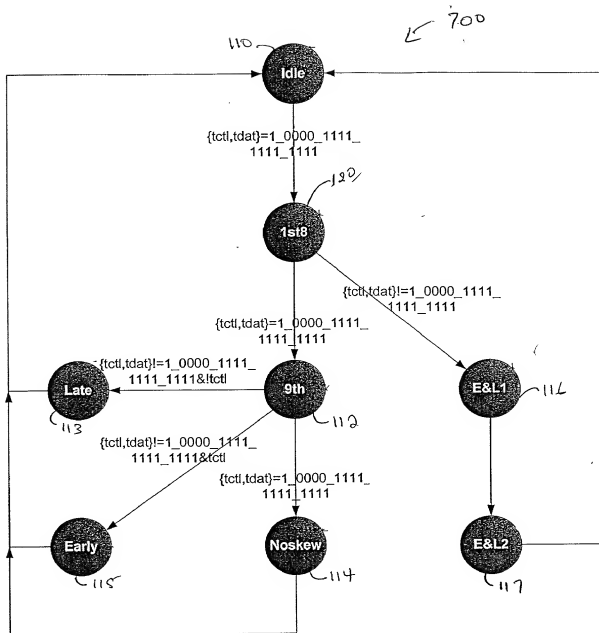 700
110
Idle
{tctl,tdat}=1_0000_1111_
1111_1111
120
1st8
{tctl,tdat}!=1_0000_1111_
1111_1111
{tctl,tdat}=1_0000_1111_
1111_1111
{tctl,tdat}!=1_0000_1111_
1111_1111&!tctl
Late
9th
E&L1
113
112
116
{tctl,tdat}!=1_0000_1111_
1111_1111&tctl
{tctl,tdat}=1_0000_1111_
1111_1111
Early
Noskew
E&L2
115
114
117